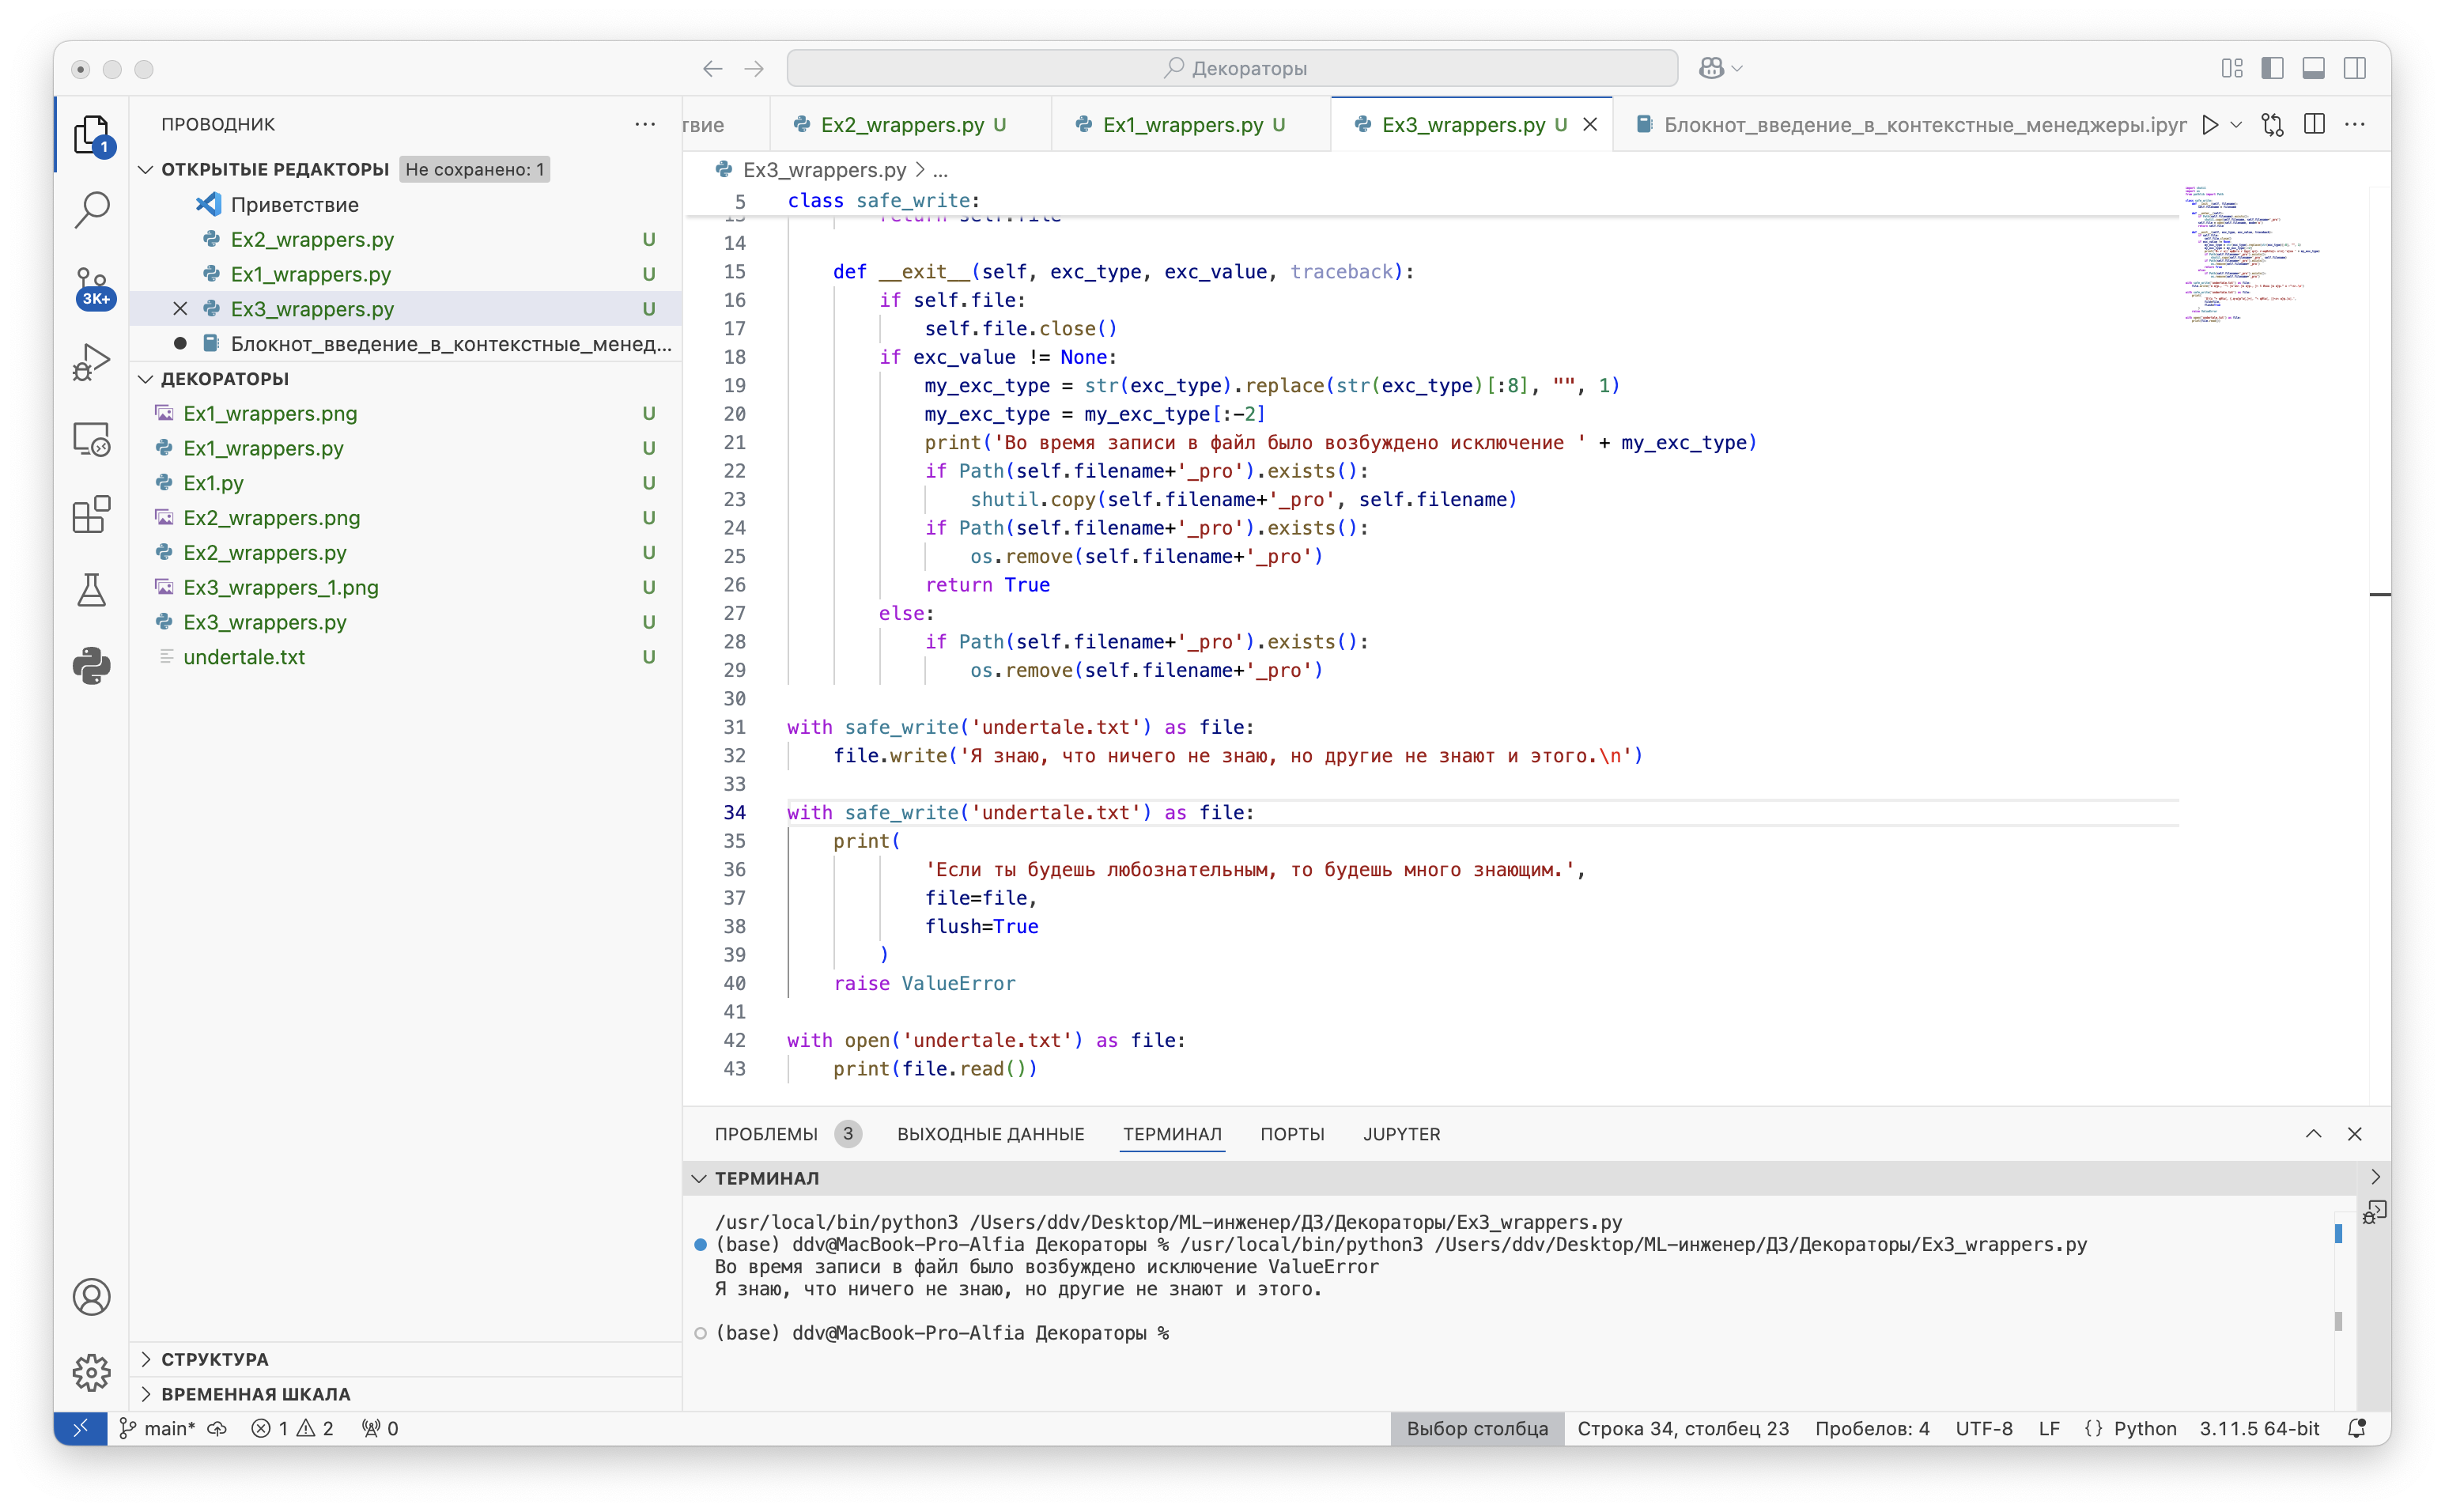 Декораторы
ПРОВОДНИК
ОТКРЫТЫЕ РЕДАКТОРЫ Не сохранено: 1
Приветствие
Ex2_wrappers.py U
Ex1_wrappers.py U
Ex3_wrappers.py U
Блокнот_введение_в_контекстные_менед...
ДЕКОРАТОРЫ
Ex1_wrappers.png U
Ex1_wrappers.py U
Ex1.py U
Ex2_wrappers.png U
Ex2_wrappers.py U
Ex3_wrappers_1.png U
Ex3_wrappers.py U
undertale.txt U
СТРУКТУРА
ВРЕМЕННАЯ ШКАЛА
1
3K+
твие Ex2_wrappers.py U Ex1_wrappers.py U Ex3_wrappers.py U Блокнот_введение_в_контекстные_менеджеры.ipyr
Ex3_wrappers.py > ...
5 class safe_write:
13 return self.file
14
15 def __exit__(self, exc_type, exc_value, traceback):
16 if self.file:
17 self.file.close()
18 if exc_value != None:
19 my_exc_type = str(exc_type).replace(str(exc_type)[:8], "", 1)
20 my_exc_type = my_exc_type[:-2]
21 print('Во время записи в файл было возбуждено исключение ' + my_exc_type)
22 if Path(self.filename+'_pro').exists():
23 shutil.copy(self.filename+'_pro', self.filename)
24 if Path(self.filename+'_pro').exists():
25 os.remove(self.filename+'_pro')
26 return True
27 else:
28 if Path(self.filename+'_pro').exists():
29 os.remove(self.filename+'_pro')
30
31 with safe_write('undertale.txt') as file:
32 file.write('Я знаю, что ничего не знаю, но другие не знают и этого.\n')
33
34 with safe_write('undertale.txt') as file:
35 print(
36 'Если ты будешь любознательным, то будешь много знающим.',
37 file=file,
38 flush=True
39 )
40 raise ValueError
41
42 with open('undertale.txt') as file:
43 print(file.read())
ПРОБЛЕМЫ 3 ВЫХОДНЫЕ ДАННЫЕ ТЕРМИНАЛ ПОРТЫ JUPYTER
ТЕРМИНАЛ
/usr/local/bin/python3 /Users/ddv/Desktop/ML-инженер/ДЗ/Декораторы/Ex3_wrappers.py
(base) ddv@MacBook-Pro-Alfia Декораторы % /usr/local/bin/python3 /Users/ddv/Desktop/ML-инженер/ДЗ/Декораторы/Ex3_wrappers.py
Во время записи в файл было возбуждено исключение ValueError
Я знаю, что ничего не знаю, но другие не знают и этого.
(base) ddv@MacBook-Pro-Alfia Декораторы %
main* 1 2 0 Выбор столбца Строка 34, столбец 23 Пробелов: 4 UTF-8 LF {} Python 3.11.5 64-bit